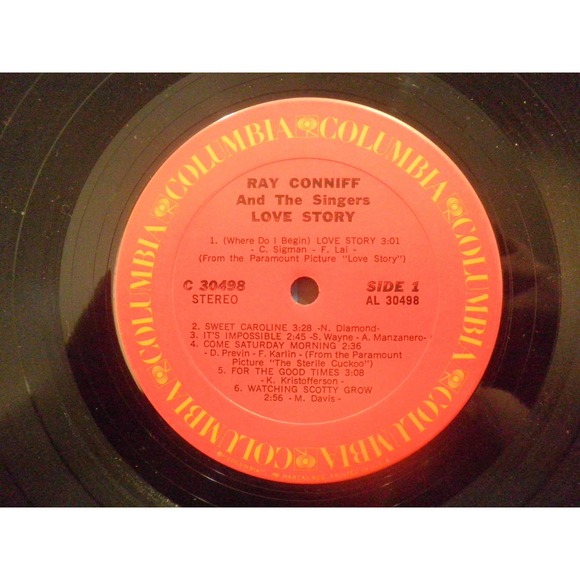 COLUMBIA COLUMBIA COLUMBIA COLUMBIA COLUMBIA COLUMBIA
RAY CONNIFF
And The Singers
LOVE STORY
1. (Where Do I Begin) LOVE STORY 3:01
- C. Sigman - F. Lai -
(From the Paramount Picture "Love Story")
C 30498
STEREO
SIDE 1
AL 30498
2. SWEET CAROLINE 3:28 -N. Diamond-
3. IT'S IMPOSSIBLE 2:45 -S. Wayne - A. Manzanero-
4. COME SATURDAY MORNING 2:36
- D. Previn - F. Karlin - (From the Paramount
Picture "The Sterile Cuckoo")
5. FOR THE GOOD TIMES 3:08
- K. Kristofferson -
6. WATCHING SCOTTY GROW
2:56 - M. Davis -